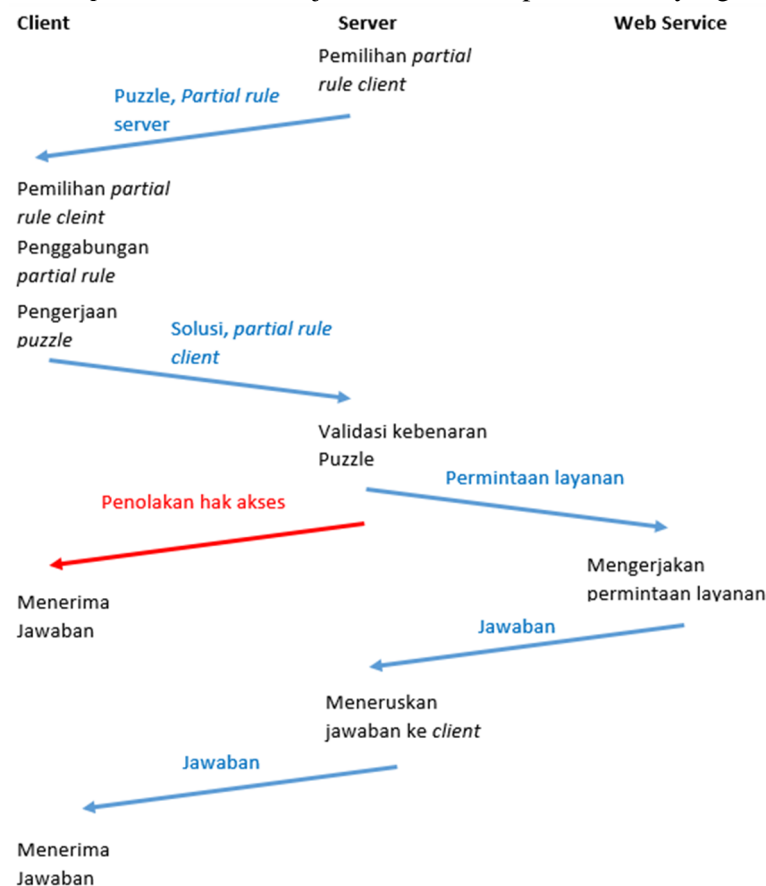 Client Server Web Service
Pemilihan partial
rule client
Puzzle, Partial rule
server
Pemilihan partial
rule cleint
Penggabungan
partial rule
Pengerjaan
puzzle
Solusi, partial rule
client
Validasi kebenaran
Puzzle
Permintaan layanan
Penolakan hak akses
Mengerjakan
permintaan layanan
Menerima
Jawaban
Jawaban
Meneruskan
jawaban ke client
Jawaban
Menerima
Jawaban